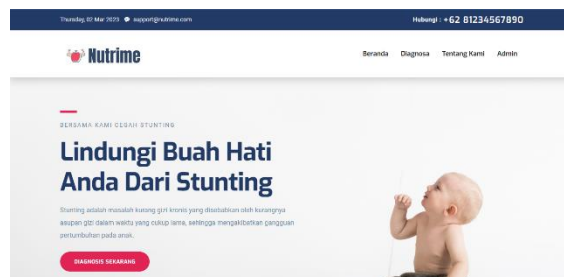 Thursday, 02 Mar 2023 support@nutrime.com
Hubungi : +62 81234567890
Nutrime
Beranda Diagnosa Tentang Kami Admin
BERSAMA KAMI CEGAH STUNTING
Lindungi Buah Hati
Anda Dari Stunting
Stunting adalah masalah kurang gizi kronis yang disebabkan oleh kurangnya
asupan gizi dalam waktu yang cukup lama, sehingga mengakibatkan gangguan
pertumbuhan pada anak.
DIAGNOSIS SEKARANG